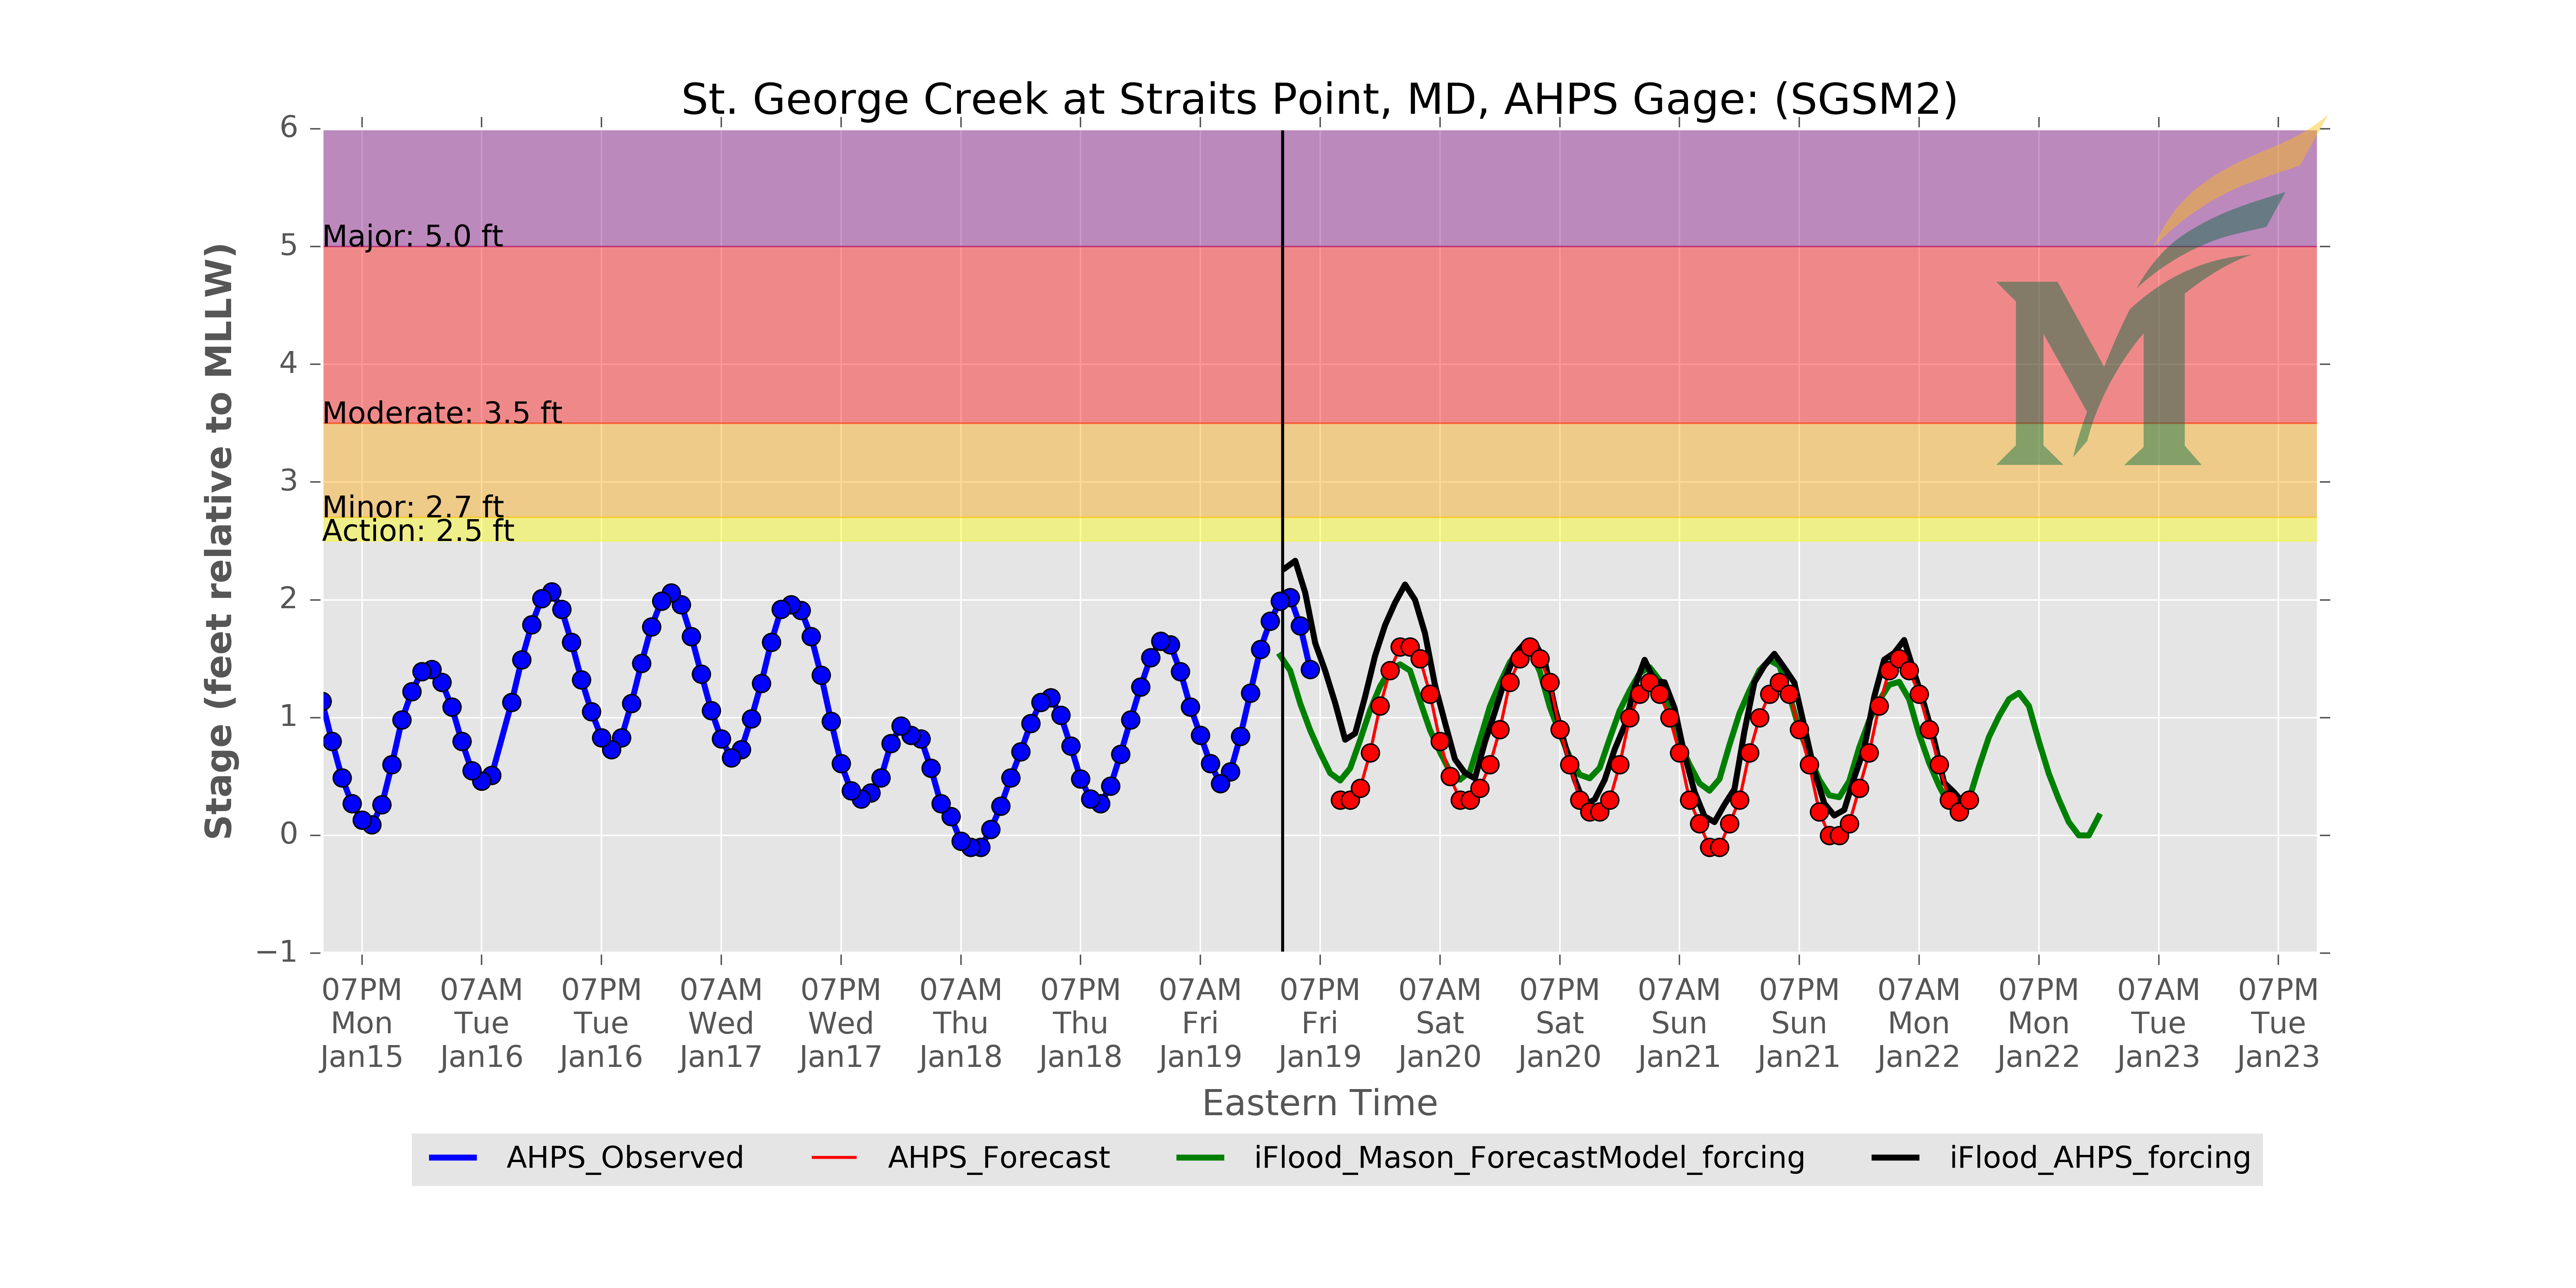 St. George Creek at Straits Point, MD, AHPS Gage: (SGSM2)
Stage (feet relative to MLLW)
6
5
4
3
2
1
0
−1
Major: 5.0 ft
Moderate: 3.5 ft
Minor: 2.7 ft
Action: 2.5 ft
M
07PM Mon Jan15
07AM Tue Jan16
07PM Tue Jan16
07AM Wed Jan17
07PM Wed Jan17
07AM Thu Jan18
07PM Thu Jan18
07AM Fri Jan19
07PM Fri Jan19
07AM Sat Jan20
07PM Sat Jan20
07AM Sun Jan21
07PM Sun Jan21
07AM Mon Jan22
07PM Mon Jan22
07AM Tue Jan23
07PM Tue Jan23
Eastern Time
AHPS_Observed
AHPS_Forecast
iFlood_Mason_ForecastModel_forcing
iFlood_AHPS_forcing